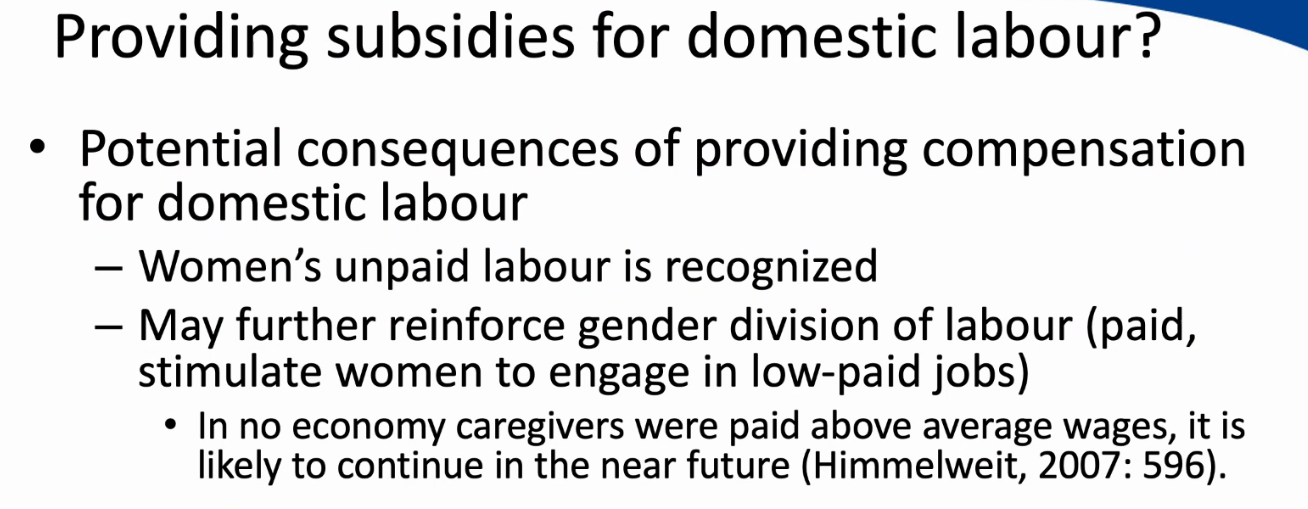 Providing subsidies for domestic labour?
• Potential consequences of providing compensation
for domestic labour
– Women’s unpaid labour is recognized
– May further reinforce gender division of labour (paid,
stimulate women to engage in low-paid jobs)
• In no economy caregivers were paid above average wages, it is
likely to continue in the near future (Himmelweit, 2007: 596).